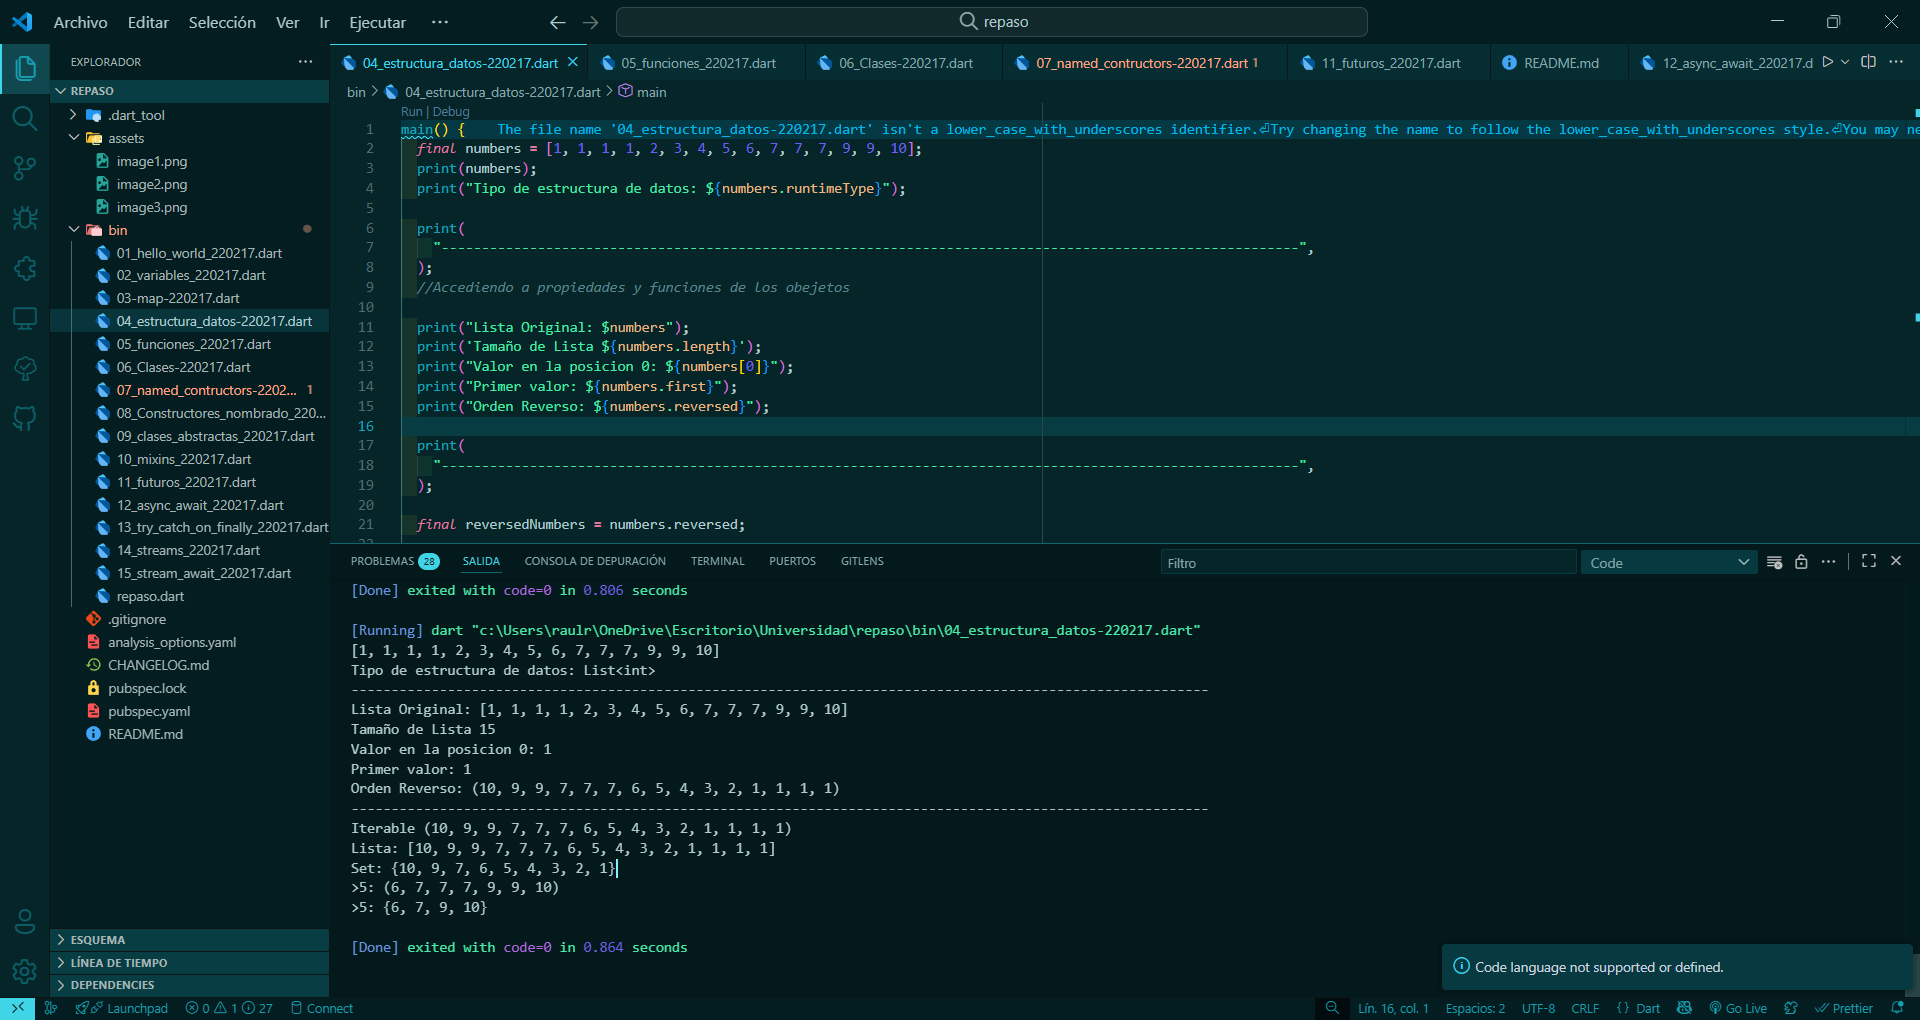 Archivo Editar Selección Ver Ir Ejecutar ···
repaso
EXPLORADOR
REPASO
.dart_tool
assets
image1.png
image2.png
image3.png
bin
01_hello_world_220217.dart
02_variables_220217.dart
03-map-220217.dart
04_estructura_datos-220217.dart
05_funciones_220217.dart
06_Clases-220217.dart
07_named_contructors-2202... 1
08_Constructores_nombrado_220...
09_clases_abstractas_220217.dart
10_mixins_220217.dart
11_futuros_220217.dart
12_async_await_220217.dart
13_try_catch_on_finally_220217.dart
14_streams_220217.dart
15_stream_await_220217.dart
repaso.dart
.gitignore
analysis_options.yaml
CHANGELOG.md
pubspec.lock
pubspec.yaml
README.md
ESQUEMA
LÍNEA DE TIEMPO
DEPENDENCIES
04_estructura_datos-220217.dart 05_funciones_220217.dart 06_Clases-220217.dart 07_named_contructors-220217.dart 1 11_futuros_220217.dart README.md 12_async_await_220217.d
bin > 04_estructura_datos-220217.dart > main
Run | Debug
1 main() { The file name '04_estructura_datos-220217.dart' isn't a lower_case_with_underscores identifier.⏎Try changing the name to follow the lower_case_with_underscores style.⏎You may ne
2 final numbers = [1, 1, 1, 1, 2, 3, 4, 5, 6, 7, 7, 7, 9, 9, 10];
3 print(numbers);
4 print("Tipo de estructura de datos: ${numbers.runtimeType}");
5
6 print(
7 "-----------------------------------------------------------------------------------------------------------",
8 );
9 //Accediendo a propiedades y funciones de los obejetos
10
11 print("Lista Original: $numbers");
12 print('Tamaño de Lista ${numbers.length}');
13 print("Valor en la posicion 0: ${numbers[0]}");
14 print("Primer valor: ${numbers.first}");
15 print("Orden Reverso: ${numbers.reversed}");
16
17 print(
18 "-----------------------------------------------------------------------------------------------------------",
19 );
20
21 final reversedNumbers = numbers.reversed;
PROBLEMAS 28 SALIDA CONSOLA DE DEPURACIÓN TERMINAL PUERTOS GITLENS Filtro Code
[Done] exited with code=0 in 0.806 seconds
[Running] dart "c:\Users\raulr\OneDrive\Escritorio\Universidad\repaso\bin\04_estructura_datos-220217.dart"
[1, 1, 1, 1, 2, 3, 4, 5, 6, 7, 7, 7, 9, 9, 10]
Tipo de estructura de datos: List<int>
-----------------------------------------------------------------------------------------------------------
Lista Original: [1, 1, 1, 1, 2, 3, 4, 5, 6, 7, 7, 7, 9, 9, 10]
Tamaño de Lista 15
Valor en la posicion 0: 1
Primer valor: 1
Orden Reverso: (10, 9, 9, 7, 7, 7, 6, 5, 4, 3, 2, 1, 1, 1, 1)
-----------------------------------------------------------------------------------------------------------
Iterable (10, 9, 9, 7, 7, 7, 6, 5, 4, 3, 2, 1, 1, 1, 1)
Lista: [10, 9, 9, 7, 7, 7, 6, 5, 4, 3, 2, 1, 1, 1, 1]
Set: {10, 9, 7, 6, 5, 4, 3, 2, 1}
>5: (6, 7, 7, 7, 9, 9, 10)
>5: {6, 7, 9, 10}
[Done] exited with code=0 in 0.864 seconds
Code language not supported or defined.
Launchpad 0 1 27 Connect Lín. 16, col. 1 Espacios: 2 UTF-8 CRLF {} Dart Go Live Prettier